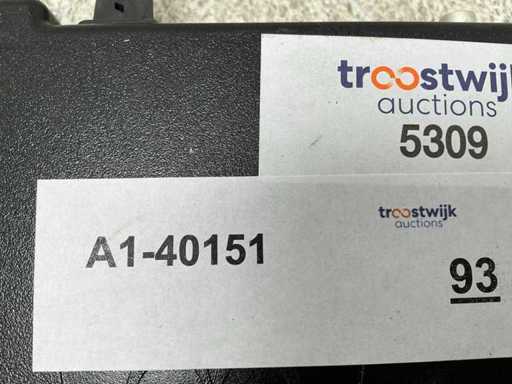 troostwijk
auctions
5309
troostwijk
auctions
A1-40151
93